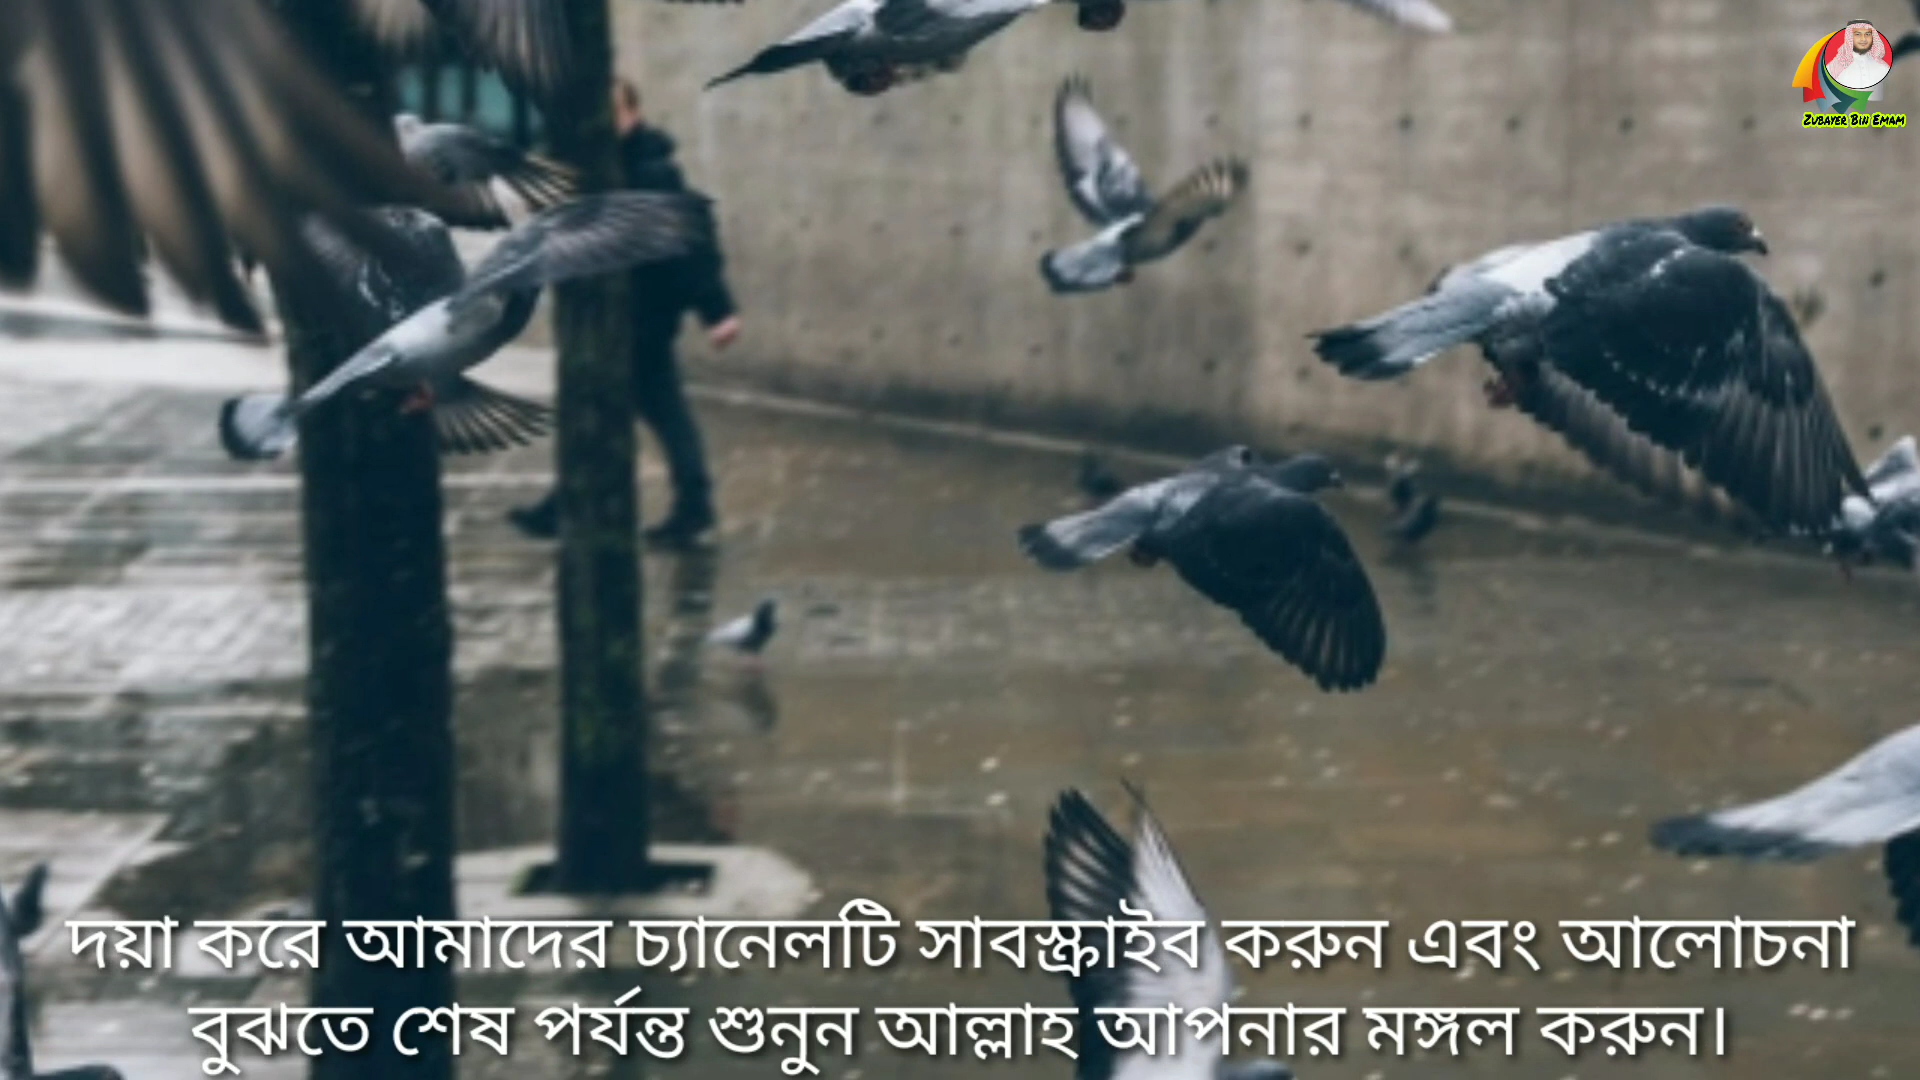 Zubayer Bin Emam
দয়া করে আমাদের চ্যানেলটি সাবস্ক্রাইব করুন এবং আলোচনা
বুঝতে শেষ পর্যন্ত শুনুন আল্লাহ আপনার মঙ্গল করুন।